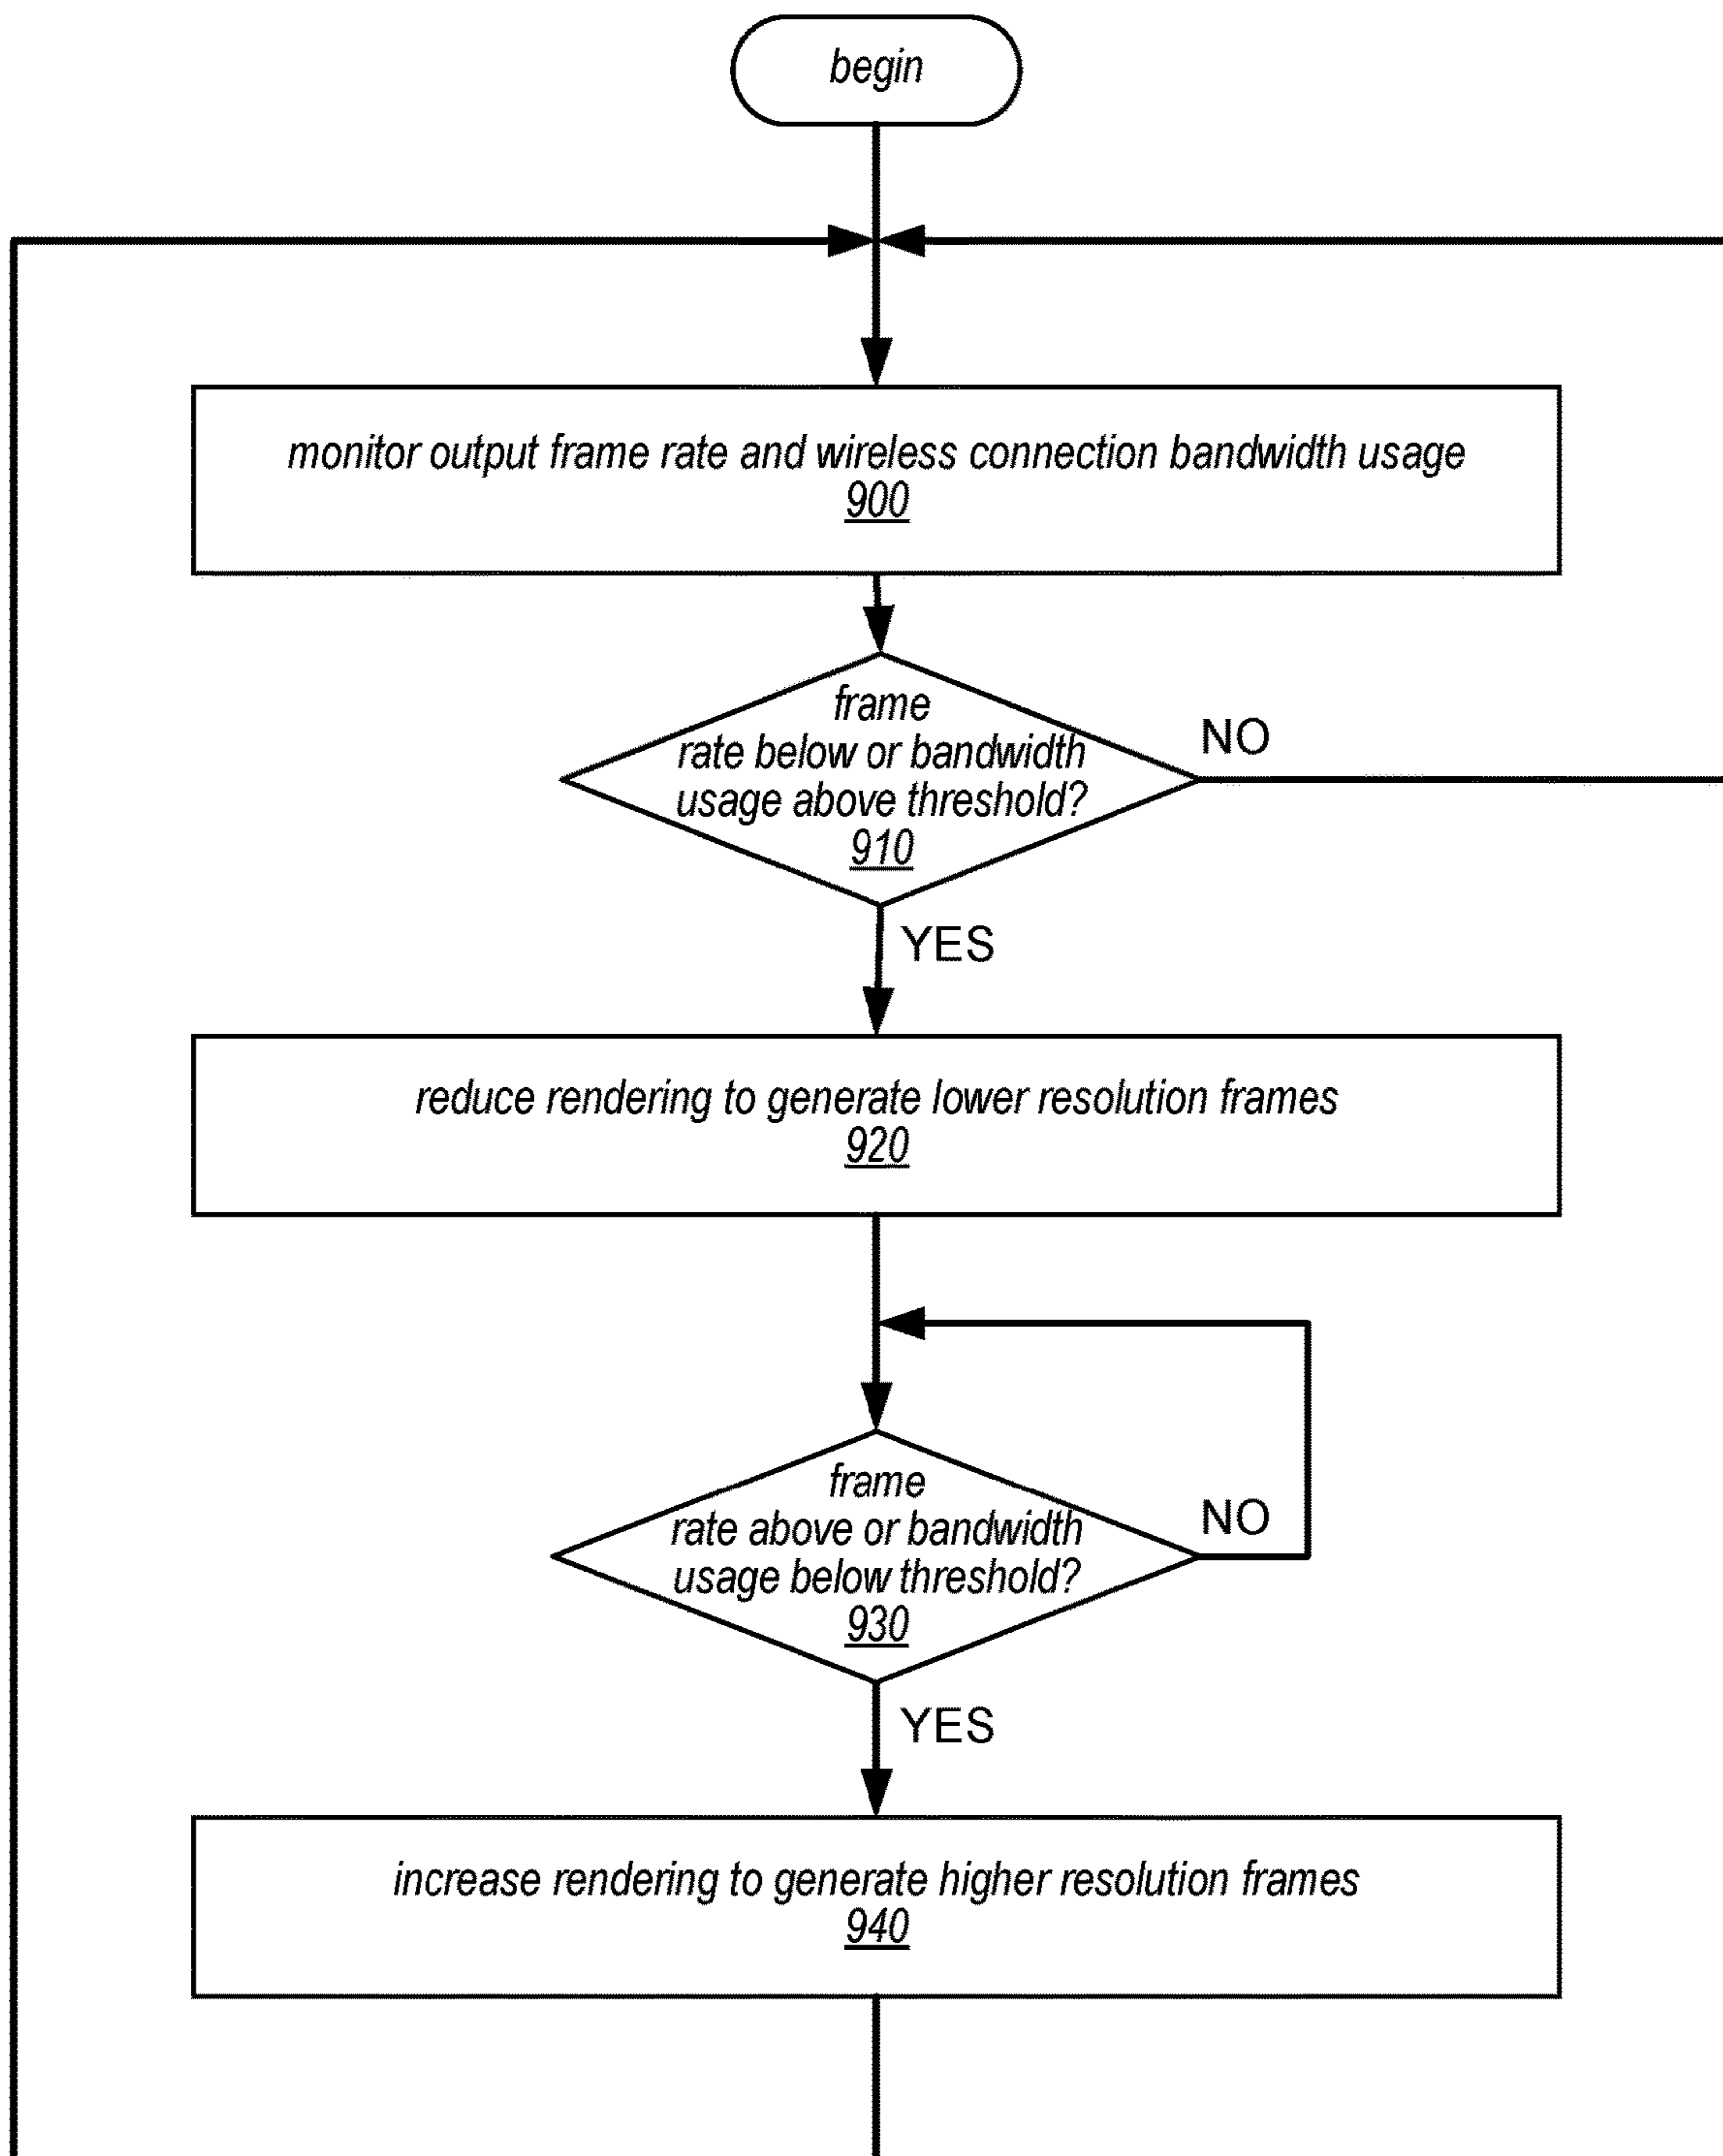 begin
monitor output frame rate and wireless connection bandwidth usage
900
frame
rate below or bandwidth
usage above threshold?
910
NO
YES
reduce rendering to generate lower resolution frames
920
frame
rate above or bandwidth
usage below threshold?
930
NO
YES
increase rendering to generate higher resolution frames
940